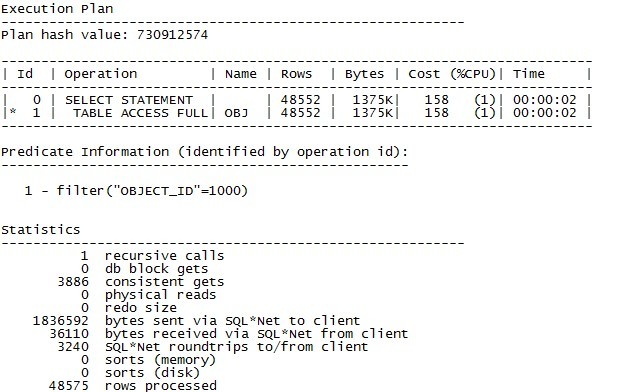 Execution Plan
----------------------------------------------------------
Plan hash value: 730912574
--------------------------------------------------------------------------
| Id | Operation | Name | Rows | Bytes | Cost (%CPU)| Time |
--------------------------------------------------------------------------
| 0 | SELECT STATEMENT | | 48552 | 1375K| 158 (1)| 00:00:02 |
|* 1 | TABLE ACCESS FULL| OBJ | 48552 | 1375K| 158 (1)| 00:00:02 |
--------------------------------------------------------------------------
Predicate Information (identified by operation id):
---------------------------------------------------
1 - filter("OBJECT_ID"=1000)
Statistics
----------------------------------------------------------
1 recursive calls
0 db block gets
3886 consistent gets
0 physical reads
0 redo size
1836592 bytes sent via SQL*Net to client
36110 bytes received via SQL*Net from client
3240 SQL*Net roundtrips to/from client
0 sorts (memory)
0 sorts (disk)
48575 rows processed